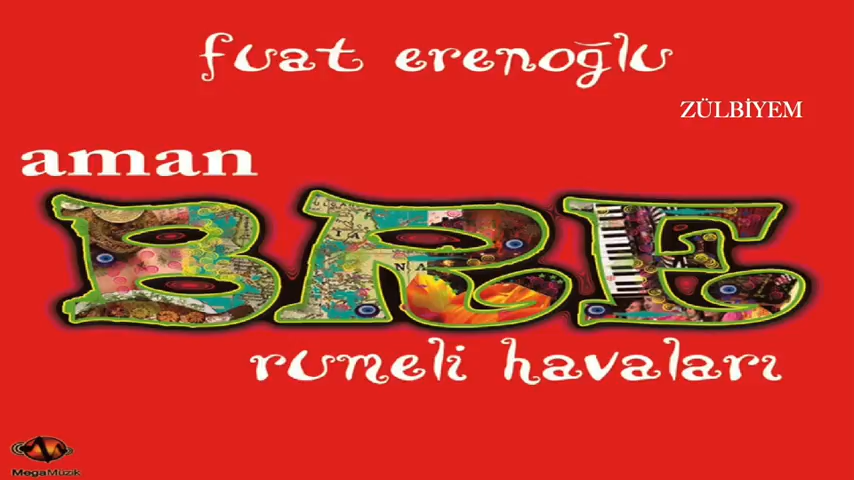 fuat erenoğlu
ZÜLBİYEM
aman
BRE
rumeli havaları
MegaMüzik